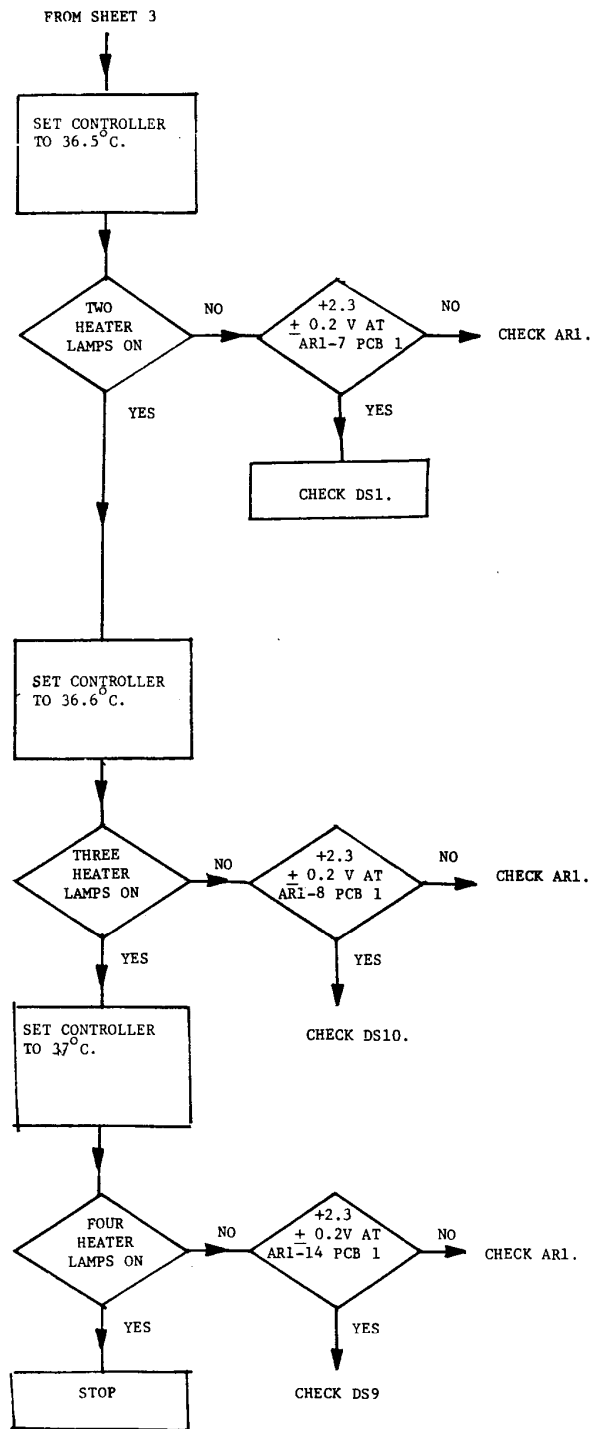 FROM SHEET 3
SET CONTROLLER
TO 36.5°C.
TWO
HEATER
LAMPS ON
NO
+2.3
± 0.2 V AT
AR1-7 PCB 1
NO
CHECK AR1.
YES
YES
CHECK DS1.
SET CONTROLLER
TO 36.6°C.
THREE
HEATER
LAMPS ON
NO
+2.3
± 0.2 V AT
AR1-8 PCB 1
NO
CHECK AR1.
YES
YES
CHECK DS10.
SET CONTROLLER
TO 37°C.
FOUR
HEATER
LAMPS ON
NO
+2.3
± 0.2V AT
AR1-14 PCB 1
NO
CHECK AR1.
YES
YES
STOP
CHECK DS9